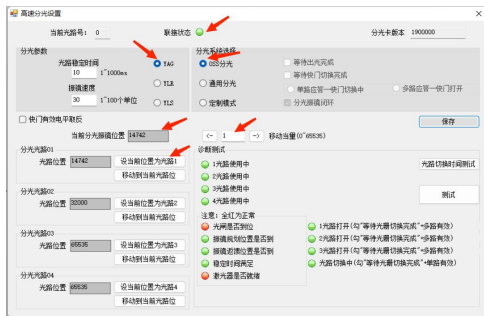 高速分光设置
当前光路号: 0 联接状态 分光卡版本 1900000
分光参数
光路稳定时间
10 1~1000ms
振镜速度
30 1~100个单位
YAG
YLR
YLS
分光系统选择
OSS分光
通用分光
定制模式
等待出光完成
等待快门切换完成
单路应答一快门切换中
多路应答一快门打开
分光振镜闭环
快门有效电平取反
保存
当前分光振镜位置 14742
<- 1 -> 移动当量(0~65535)
分光光路01
光路位置 14742 设当前位置为光路1
移动到当前光路位
分光光路02
光路位置 32000 设当前位置为光路2
移动到当前光路位
分光光路03
光路位置 65535 设当前位置为光路3
移动到当前光路位
分光光路04
光路位置 65535 设当前位置为光路4
移动到当前光路位
诊断测试
1光路使用中
2光路使用中
3光路使用中
4光路使用中
光路切换时间测试
测试
注意: 全红为正常
光闸是否到位
振镜规划位置是否到
振镜反馈位置是否到
稳定时间满足
激光器是否就绪
1光路打开(勾"等待光闸切换完成"+多路有效)
2光路打开(勾"等待光闸切换完成"+多路有效)
3光路打开(勾"等待光闸切换完成"+多路有效)
光路切换中(勾"等待光闸切换完成"+单路有效)